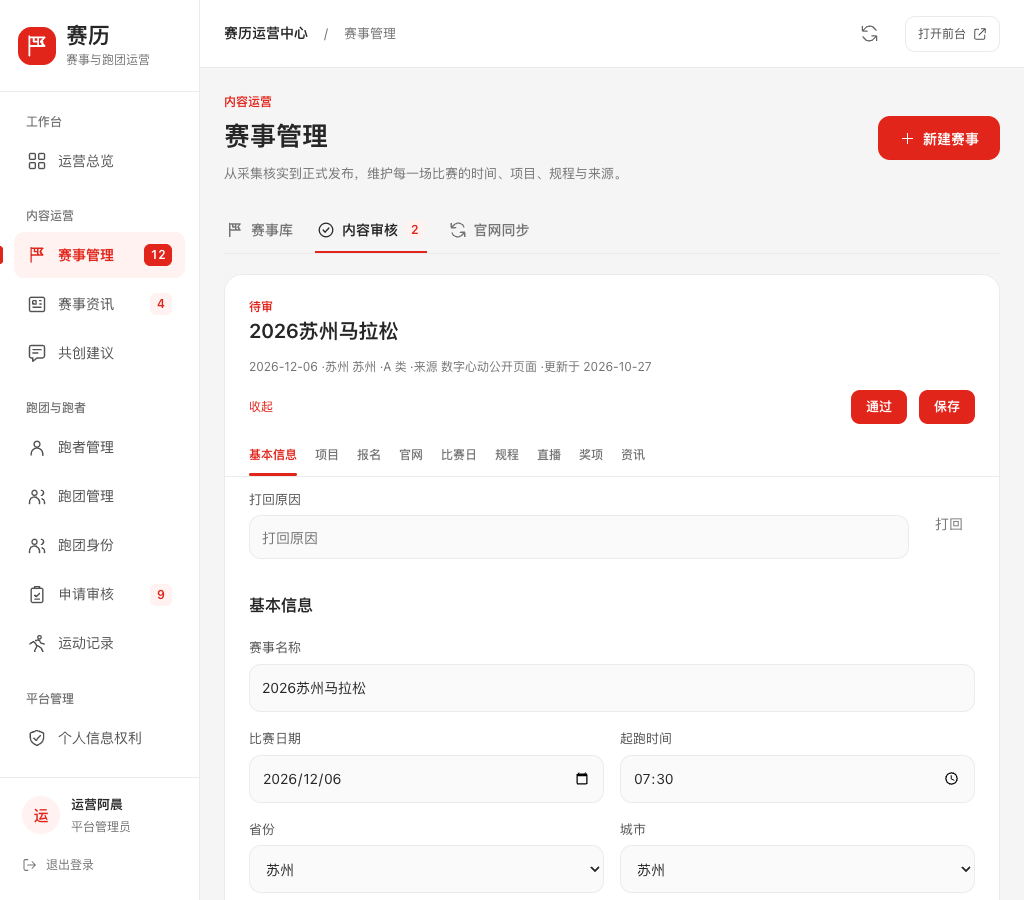 赛历
赛事与跑团运营
工作台
运营总览
内容运营
赛事管理 12
赛事资讯 4
共创建议
跑团与跑者
跑者管理
跑团管理
跑团身份
申请审核 9
运动记录
平台管理
个人信息权利
运 运营阿晨
平台管理员
退出登录
赛历运营中心 / 赛事管理
打开前台
内容运营
赛事管理
从采集核实到正式发布，维护每一场比赛的时间、项目、规程与来源。
新建赛事
赛事库 内容审核 2 官网同步
待审
2026苏州马拉松
2026-12-06 ·苏州 苏州 ·A 类 ·来源 数字心动公开页面 ·更新于 2026-10-27
收起 通过 保存
基本信息 项目 报名 官网 比赛日 规程 直播 奖项 资讯
打回原因
打回原因 打回
基本信息
赛事名称
2026苏州马拉松
比赛日期 起跑时间
2026/12/06 07:30
省份 城市
苏州 苏州